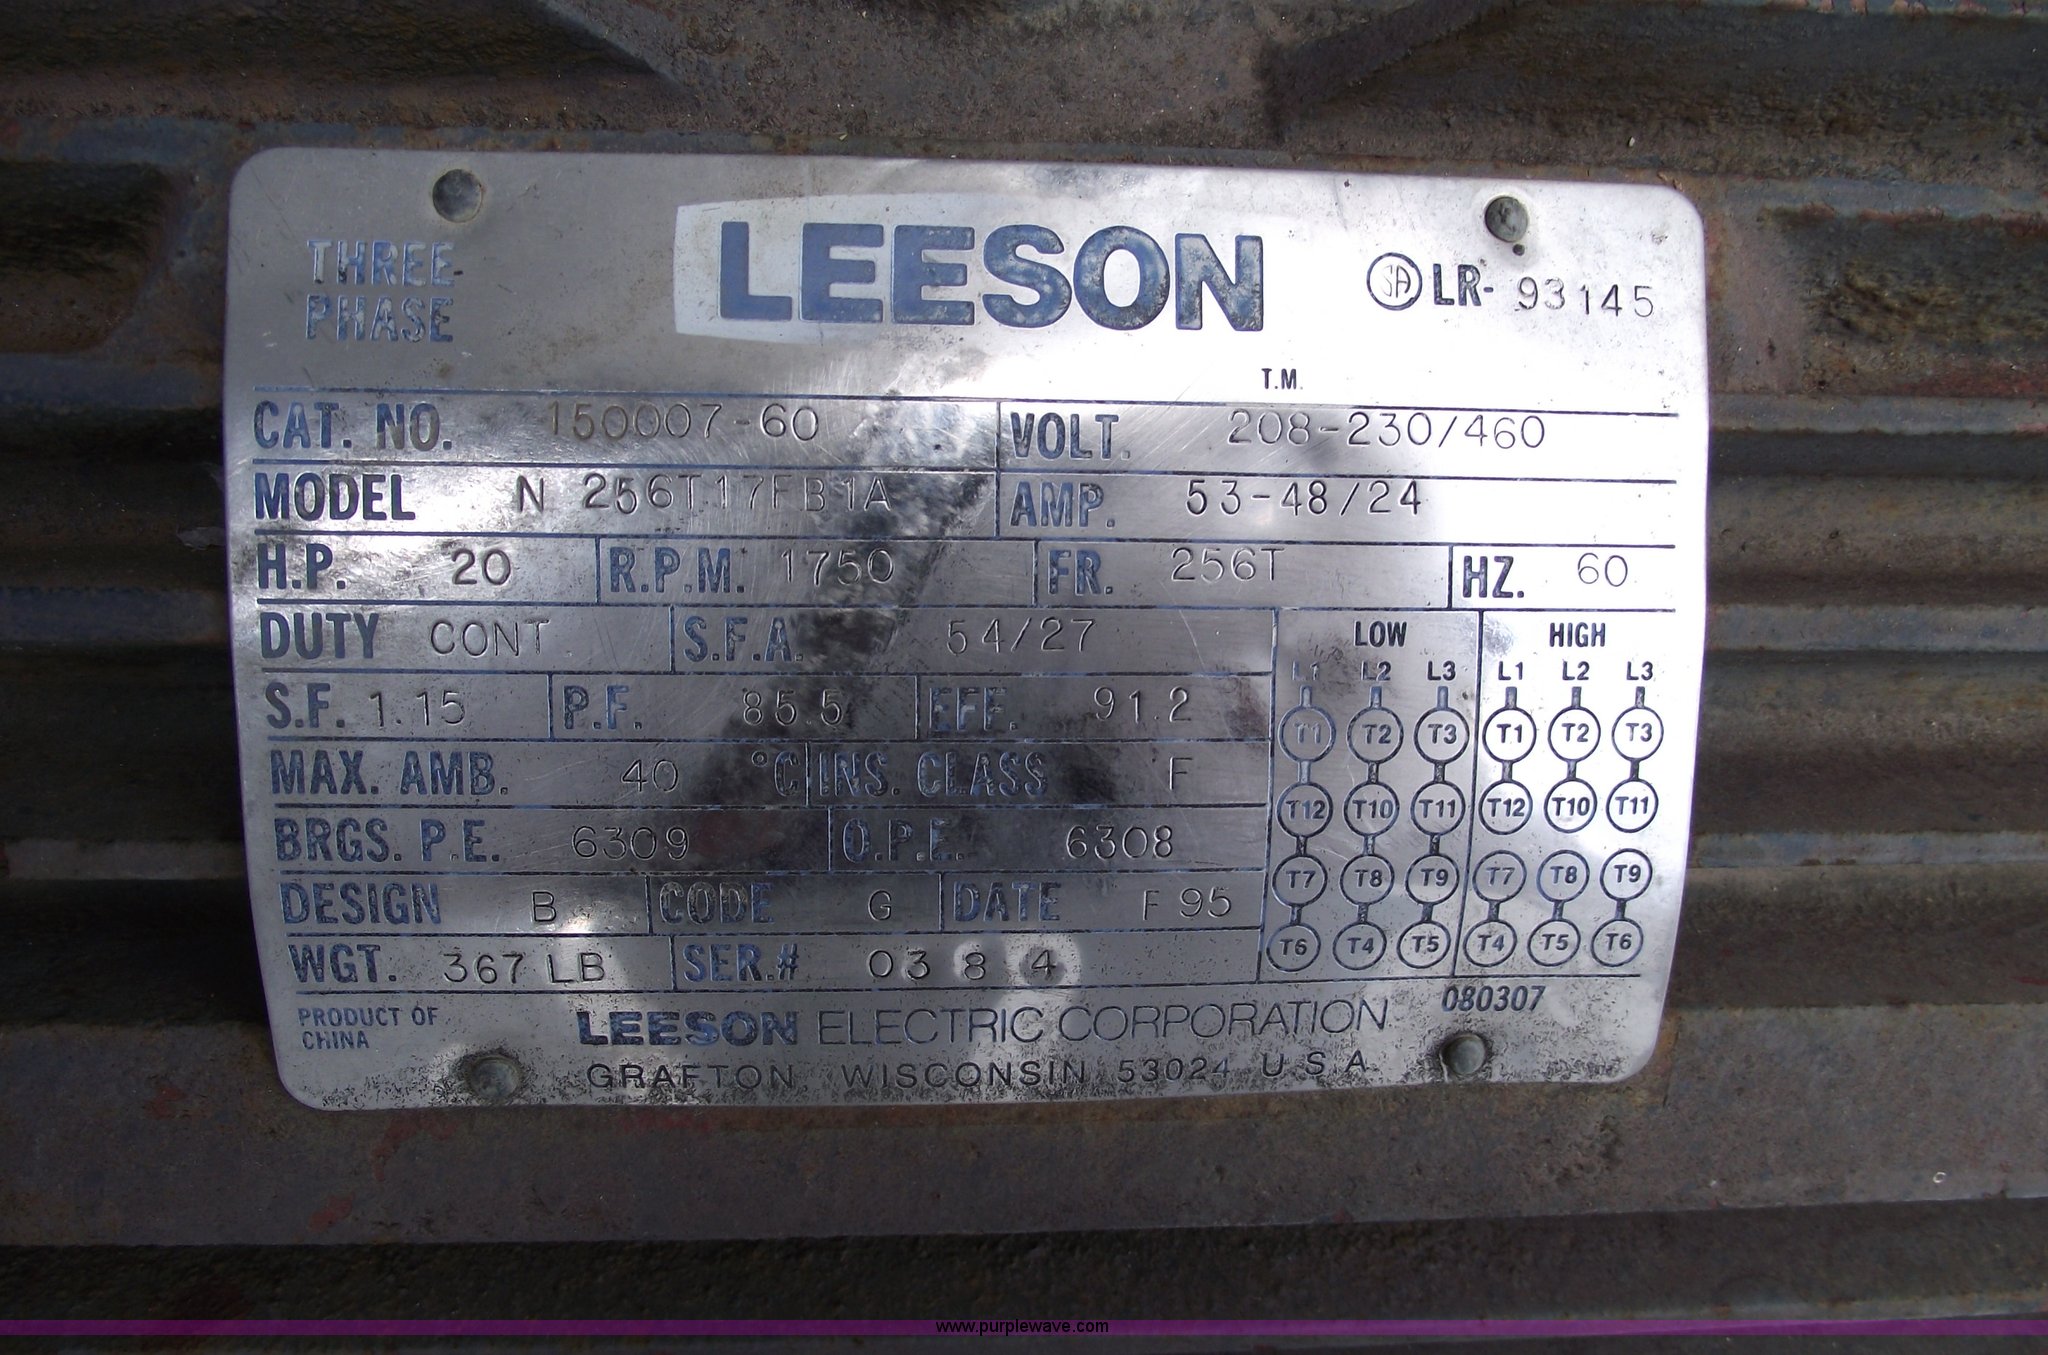 THREE
PHASE
LEESON
T.M.
SA LR- 93145
CAT. NO. 150007-60 VOLT. 208-230/460
MODEL N 256T17FB1A AMP. 53-48/24
H.P. 20 R.P.M. 1750 FR. 256T HZ. 60
DUTY CONT. S.F.A. 54/27
S.F. 1.15 P.F. 85.5 EFF. 91.2
MAX. AMB. 40 °C INS. CLASS F
BRGS. P.E. 6309 O.P.E. 6308
DESIGN B CODE G DATE F 95
WGT. 367 LB SER.# 0384
LOW HIGH
L1 L2 L3 L1 L2 L3
T1 T2 T3 T1 T2 T3
T12 T10 T11 T12 T10 T11
T7 T8 T9 T7 T8 T9
T6 T4 T5 T4 T5 T6
080307
PRODUCT OF
CHINA
LEESON ELECTRIC CORPORATION
GRAFTON, WISCONSIN 53024 U S A
www.purplewave.com